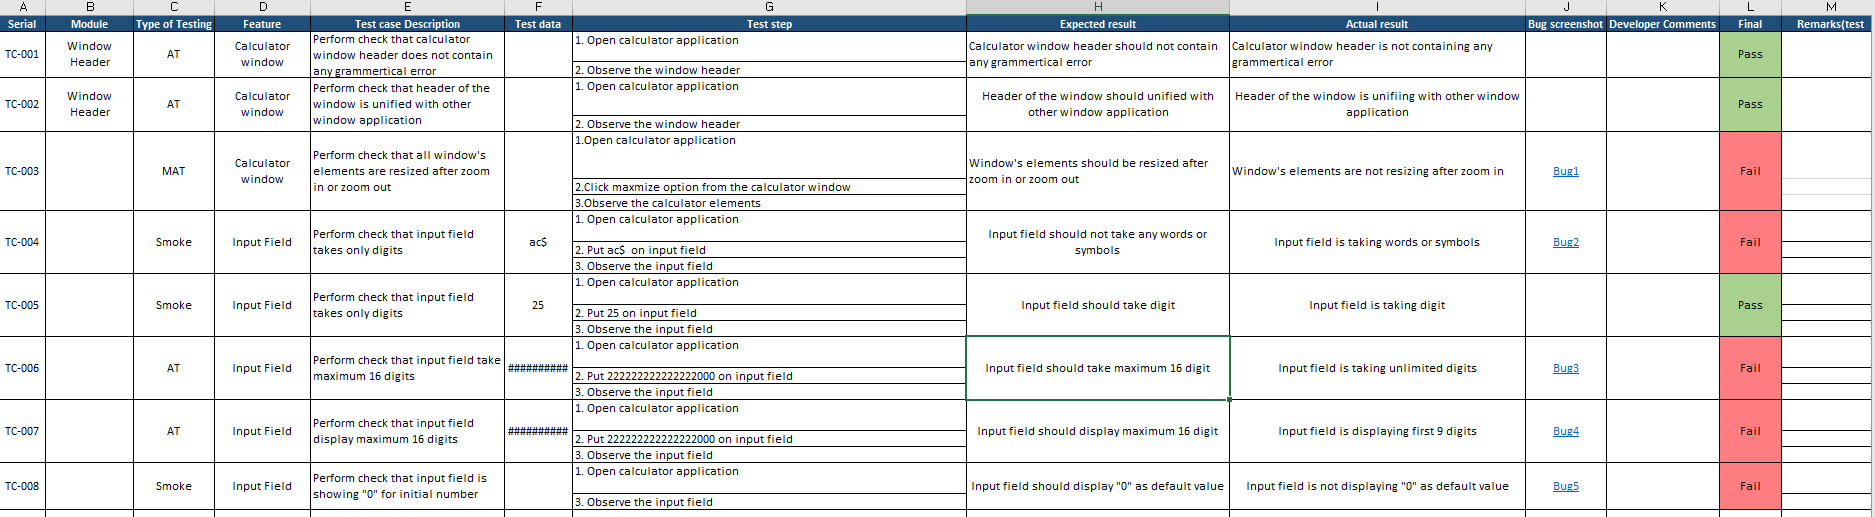 A B C D E F G H I J K L M
Serial Module Type of Testing Feature Test case Description Test data Test step Expected result Actual result Bug screenshot Developer Comments Final Remarks(test
TC-001
Window
Header
AT
Calculator
window
Perform check that calculator
window header does not contain
any grammertical error
1. Open calculator application
2. Observe the window header
Calculator window header should not contain
any grammertical error
Calculator window header is not containing any
grammertical error
Pass
TC-002
Window
Header
AT
Calculator
window
Perform check that header of the
window is unified with other
window application
1. Open calculator application
2. Observe the window header
Header of the window should unified with
other window application
Header of the window is unifiing with other window
application
Pass
TC-003
MAT
Calculator
window
Perform check that all window's
elements are resized after zoom
in or zoom out
1.Open calculator application
2.Click maxmize option from the calculator window
3.Observe the calculator elements
Window's elements should be resized after
zoom in or zoom out
Window's elements are not resizing after zoom in
Bug1
Fail
TC-004
Smoke
Input Field
Perform check that input field
takes only digits
ac$
1. Open calculator application
2. Put ac$ on input field
3. Observe the input field
Input field should not take any words or
symbols
Input field is taking words or symbols
Bug2
Fail
TC-005
Smoke
Input Field
Perform check that input field
takes only digits
25
1. Open calculator application
2. Put 25 on input field
3. Observe the input field
Input field should take digit
Input field is taking digit
Pass
TC-006
AT
Input Field
Perform check that input field take
maximum 16 digits
##########
1. Open calculator application
2. Put 222222222222222000 on input field
3. Observe the input field
Input field should take maximum 16 digit
Input field is taking unlimited digits
Bug3
Fail
TC-007
AT
Input Field
Perform check that input field
display maximum 16 digits
##########
1. Open calculator application
2. Put 222222222222222000 on input field
3. Observe the input field
Input field should display maximum 16 digit
Input field is displaying first 9 digits
Bug4
Fail
TC-008
Smoke
Input Field
Perform check that input field is
showing "0" for initial number
1. Open calculator application
3. Observe the input field
Input field should display "0" as default value
Input field is not displaying "0" as default value
Bug5
Fail